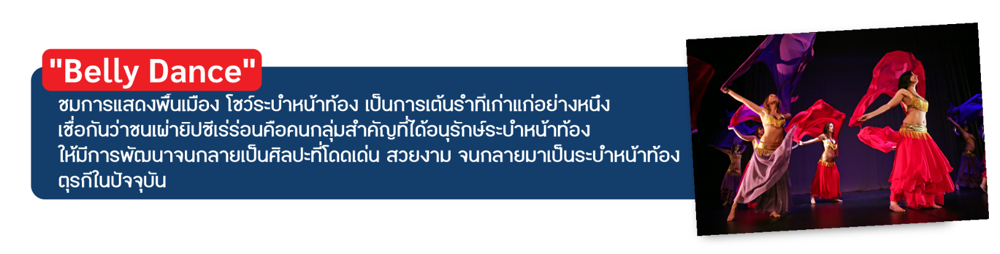 "Belly Dance"
ชมการแสดงพื้นเมือง โชว์ระบำหน้าท้อง เป็นการเต้นรำที่เก่าแก่อย่างหนึ่ง
เชื่อกันว่าชนเผ่ายิปซีเร่ร่อนคือคนกลุ่มสำคัญที่ได้อนุรักษ์ระบำหน้าท้อง
ให้มีการพัฒนาจนกลายเป็นศิลปะที่โดดเด่น สวยงาม จนกลายมาเป็นระบำหน้าท้อง
ตุรกีในปัจจุบัน